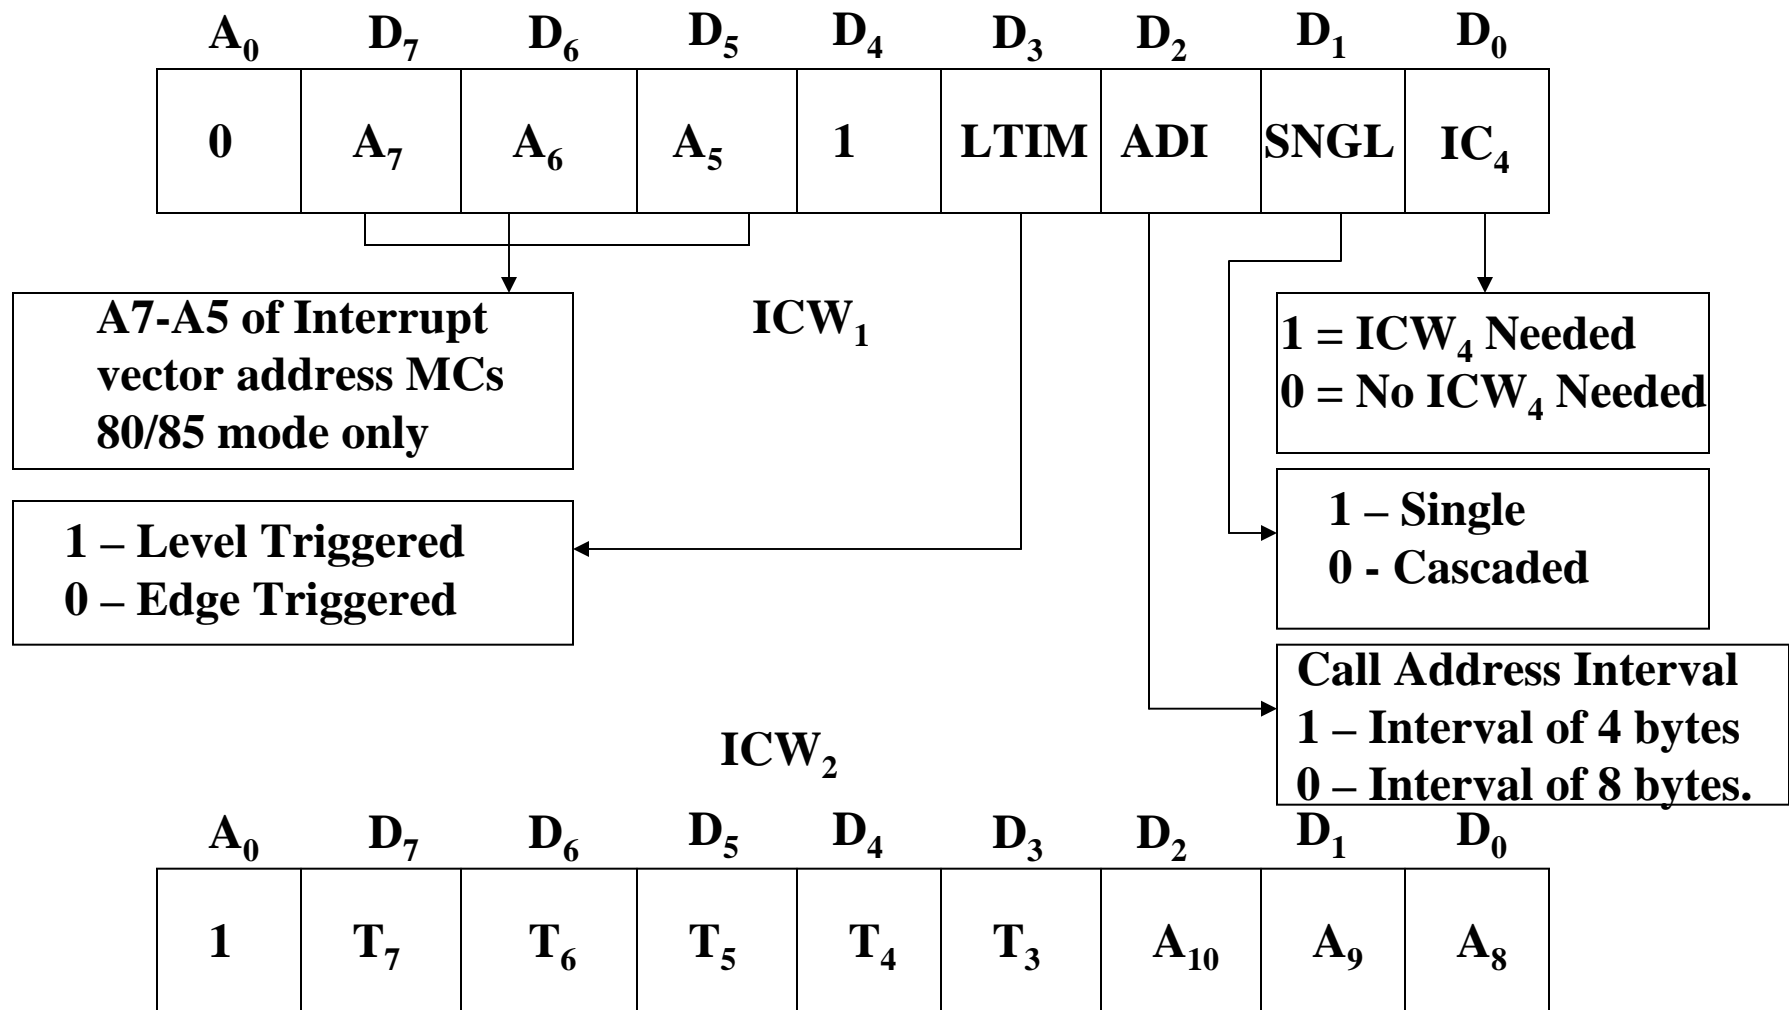 A₀ D₇ D₆ D₅ D₄ D₃ D₂ D₁ D₀
0 A₇ A₆ A₅ 1 LTIM ADI SNGL IC₄
A7-A5 of Interrupt
vector address MCs
80/85 mode only
ICW₁
1 = ICW₄ Needed
0 = No ICW₄ Needed
1 – Level Triggered
0 – Edge Triggered
1 – Single
0 - Cascaded
Call Address Interval
1 – Interval of 4 bytes
0 – Interval of 8 bytes.
ICW₂
A₀ D₇ D₆ D₅ D₄ D₃ D₂ D₁ D₀
1 T₇ T₆ T₅ T₄ T₃ A₁₀ A₉ A₈